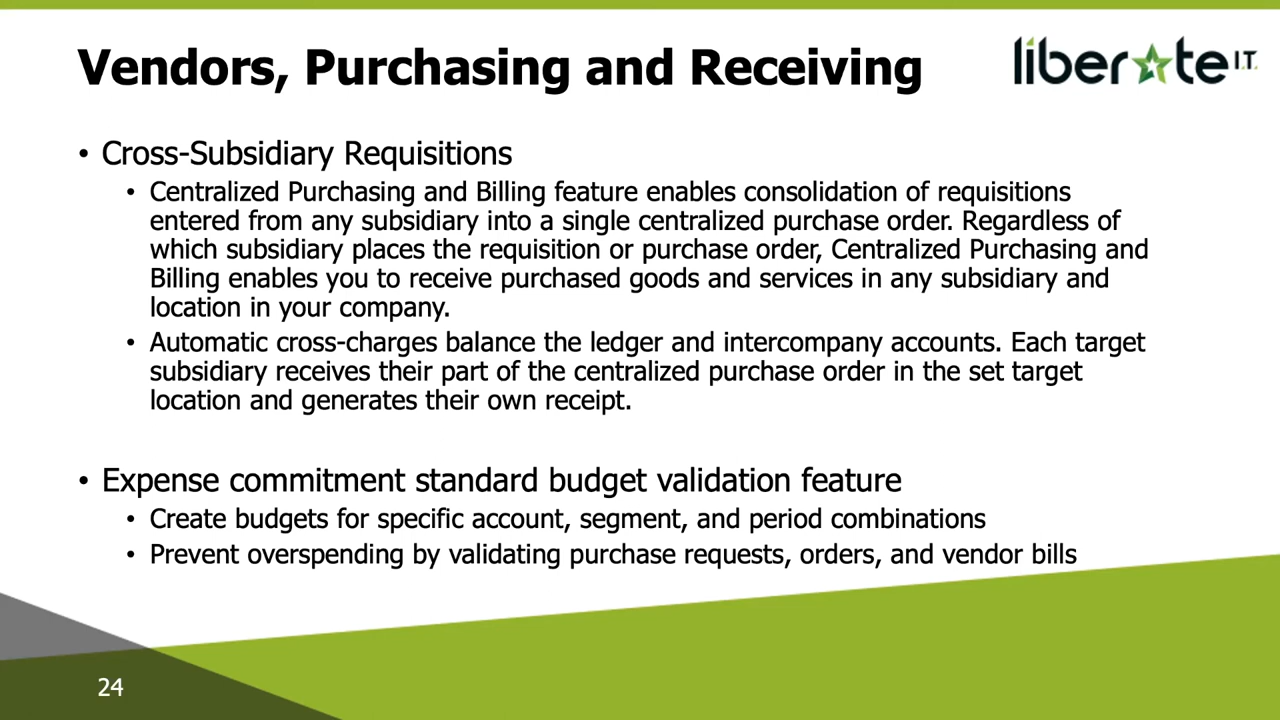 Vendors, Purchasing and Receiving
liberate I.T.
• Cross-Subsidiary Requisitions
• Centralized Purchasing and Billing feature enables consolidation of requisitions
entered from any subsidiary into a single centralized purchase order. Regardless of
which subsidiary places the requisition or purchase order, Centralized Purchasing and
Billing enables you to receive purchased goods and services in any subsidiary and
location in your company.
• Automatic cross-charges balance the ledger and intercompany accounts. Each target
subsidiary receives their part of the centralized purchase order in the set target
location and generates their own receipt.
• Expense commitment standard budget validation feature
• Create budgets for specific account, segment, and period combinations
• Prevent overspending by validating purchase requests, orders, and vendor bills
24